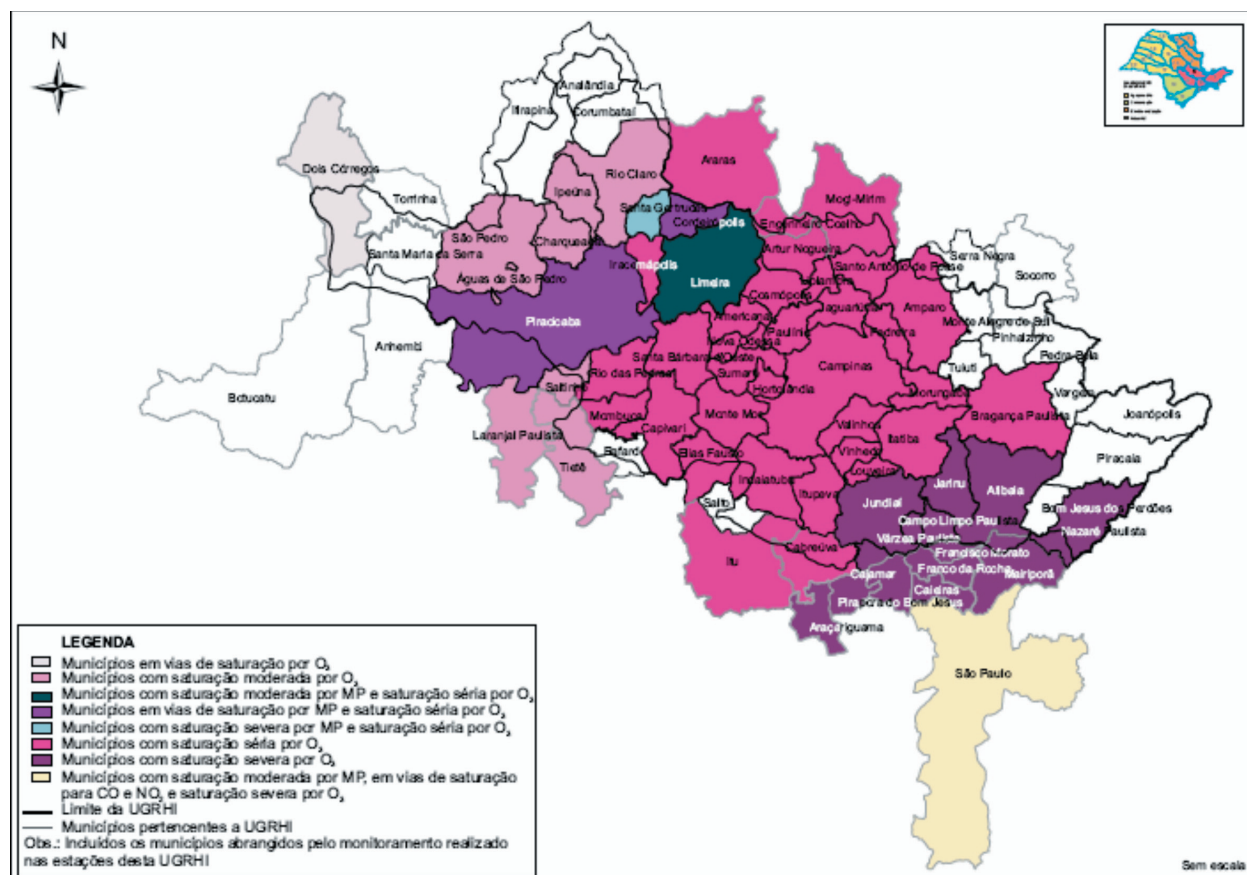 N
Analândia
Itirapina
Corumbataí
Araras
Dois Córregos
Rio Claro
Ipeúna
Torrinha
Mogi-Mirim
Santa Gertrudes
Cordeirópolis
Engenheiro Coelho
São Pedro
Charqueada
Santa Maria da Serra
Artur Nogueira
Serra Negra
Iracemápolis
Santo Antônio de Posse
Socorro
Águas de São Pedro
Limeira
Holambra
Cosmópolis
Jaguariúna
Amparo
Americana
Piracicaba
Paulínia
Pedreira
Monte Alegre do Sul
Nova Odessa
Pinhalzinho
Anhembi
Santa Bárbara d'Oeste
Pedra Bela
Campinas
Rio das Pedras
Sumaré
Tuiuti
Saltinho
Hortolândia
Botucatu
Morungaba
Vargem
Mombuca
Monte Mor
Bragança Paulista
Joanópolis
Capivari
Valinhos
Laranjal Paulista
Itatiba
Rafard
Elias Fausto
Vinhedo
Piracaia
Tietê
Louveira
Indaiatuba
Jarinu
Atibaia
Itupeva
Jundiaí
Salto
Bom Jesus dos Perdões
Campo Limpo Paulista
Nazaré Paulista
Várzea Paulista
Cabreúva
Francisco Morato
Itu
Franco da Rocha
Cajamar
Mairiporã
Caieiras
Pirapora do Bom Jesus
Araçariguama
São Paulo
LEGENDA
Municípios em vias de saturação por O₃
Municípios com saturação moderada por O₃
Municípios com saturação moderada por MP e saturação séria por O₃
Municípios em vias de saturação por MP e saturação séria por O₃
Municípios com saturação severa por MP e saturação séria por O₃
Municípios com saturação séria por O₃
Municípios com saturação severa por O₃
Municípios com saturação moderada por MP, em vias de saturação
para CO e NO₂ e saturação severa por O₃
Limite da UGRHI
Municípios pertencentes a UGRHI
Obs.: Incluídos os municípios abrangidos pelo monitoramento realizado
nas estações desta UGRHI
Sem escala